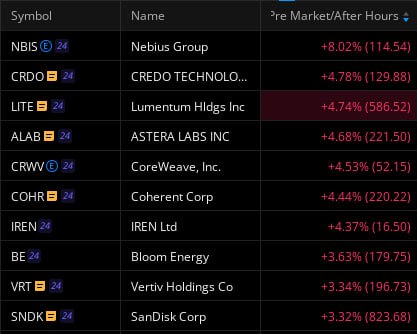 Symbol Name Pre Market/After Hours
NBIS E 24 Nebius Group +8.02% (114.54)
CRDO 24 CREDO TECHNOLO... +4.78% (129.88)
LITE 24 Lumentum Hldgs Inc +4.74% (586.52)
ALAB 24 ASTERA LABS INC +4.68% (221.50)
CRWV E 24 CoreWeave, Inc. +4.53% (52.15)
COHR 24 Coherent Corp +4.44% (220.22)
IREN 24 IREN Ltd +4.37% (16.50)
BE 24 Bloom Energy +3.63% (179.75)
VRT 24 Vertiv Holdings Co +3.34% (196.73)
SNDK 24 SanDisk Corp +3.32% (823.68)